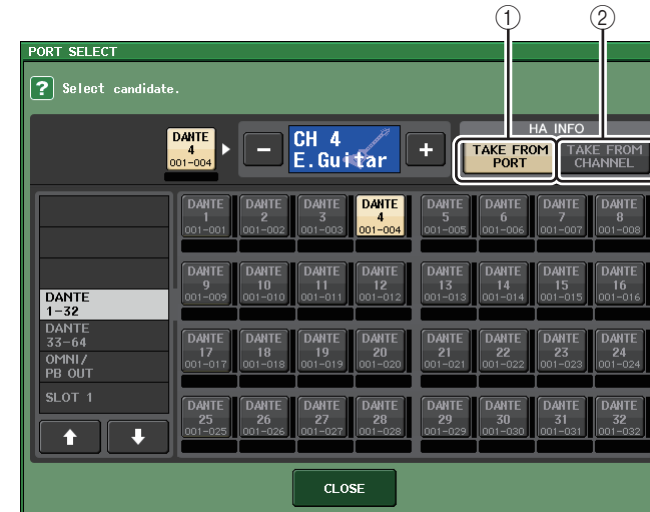 ① ②
PORT SELECT
? Select candidate.
HA INFO
DANTE
4
001-004
−
CH 4
E.Guitar
+
TAKE FROM
PORT
TAKE FROM
CHANNEL
DANTE
1-32
DANTE
33-64
OMNI/
PB OUT
SLOT 1
DANTE DANTE DANTE DANTE DANTE DANTE DANTE DANTE
1 2 3 4 5 6 7 8
001-001 001-002 001-003 001-004 001-005 001-006 001-007 001-008
DANTE DANTE DANTE DANTE DANTE DANTE DANTE DANTE
9 10 11 12 13 14 15 16
001-009 001-010 001-011 001-012 001-013 001-014 001-015 001-016
DANTE DANTE DANTE DANTE DANTE DANTE DANTE DANTE
17 18 19 20 21 22 23 24
001-017 001-018 001-019 001-020 001-021 001-022 001-023 001-024
DANTE DANTE DANTE DANTE DANTE DANTE DANTE DANTE
25 26 27 28 29 30 31 32
001-025 001-026 001-027 001-028 001-029 001-030 001-031 001-032
CLOSE